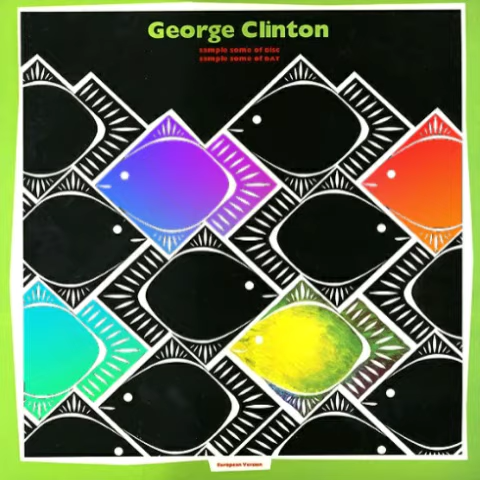 George Clinton
sample some of disc
sample some of DAT
European Version